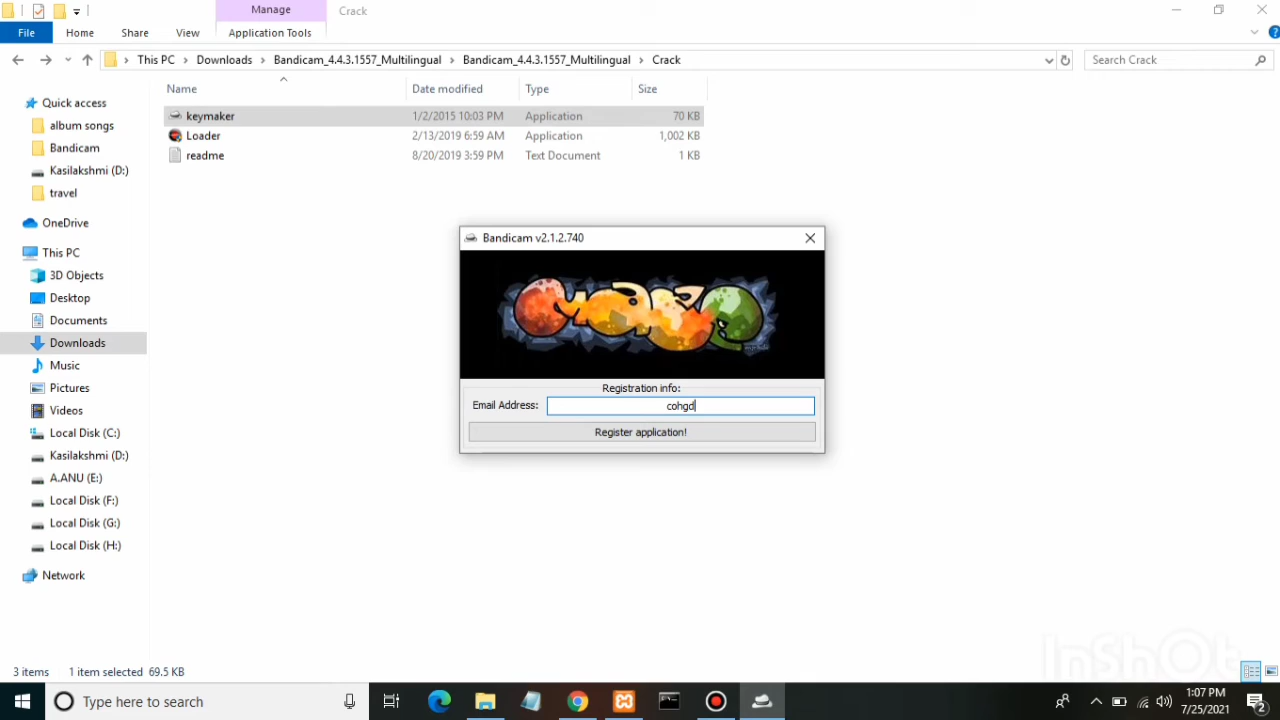 Manage
Crack
File
Home
Share
View
Application Tools
This PC
Downloads
Bandicam_4.4.3.1557_Multilingual
Bandicam_4.4.3.1557_Multilingual
Crack
Search Crack
Name
Date modified
Type
Size
keymaker
1/2/2015 10:03 PM
Application
70 KB
Loader
2/13/2019 6:59 AM
Application
1,002 KB
readme
8/20/2019 3:59 PM
Text Document
1 KB
Quick access
album songs
Bandicam
Kasilakshmi (D:)
travel
OneDrive
This PC
3D Objects
Desktop
Documents
Downloads
Music
Pictures
Videos
Local Disk (C:)
Kasilakshmi (D:)
A.ANU (E:)
Local Disk (F:)
Local Disk (G:)
Local Disk (H:)
Network
Bandicam v2.1.2.740
Registration info:
Email Address:
cohgd
Register application!
InShOt
3 items
1 item selected 69.5 KB
Type here to search
1:07 PM
7/25/2021
2